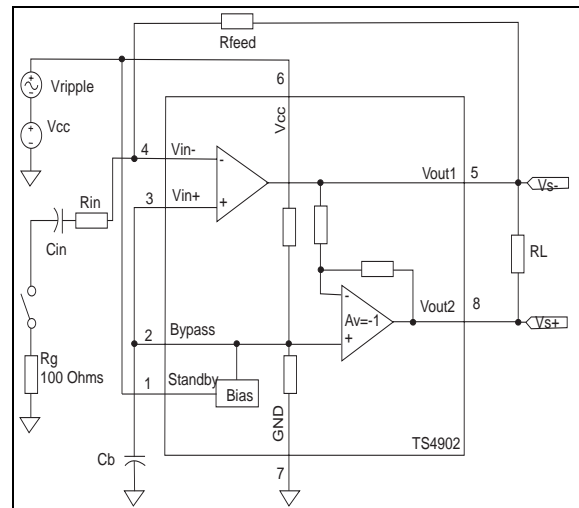 Rfeed
6
Vripple
Vcc
Vcc
4
Vin-
-
Vout1
5
Vs-
3
Vin+
+
Rin
Cin
RL
-
Av=-1
+
Vout2
8
Vs+
2
Bypass
Rg
100 Ohms
1
Standby
Bias
GND
TS4902
Cb
7